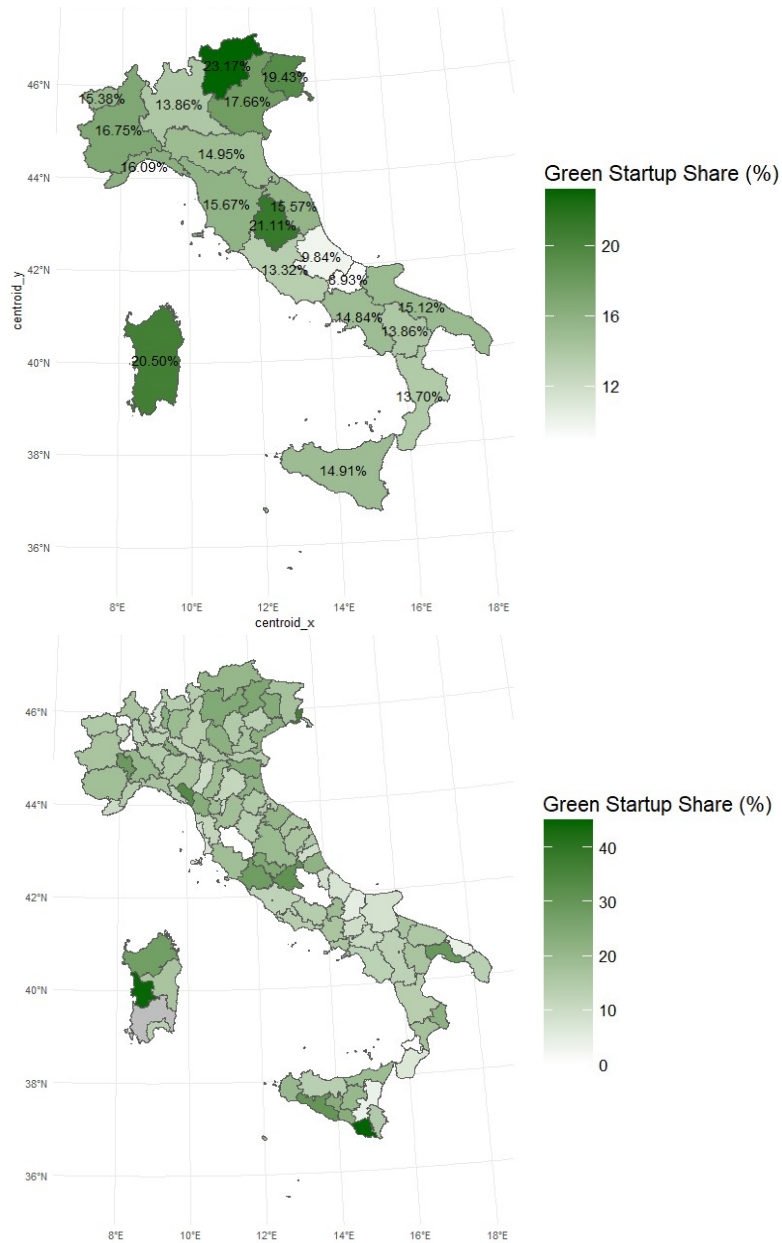 46°N
44°N
42°N
40°N
38°N
36°N
centroid_y
23.17%
19.43%
15.38%
13.86%
17.66%
16.75%
14.95%
16.09%
15.67%
15.57%
21.11%
9.84%
13.32%
8.93%
15.12%
14.84%
13.86%
20.50%
13.70%
14.91%
8°E 10°E 12°E 14°E 16°E 18°E
centroid_x
Green Startup Share (%)
20
16
12
46°N
44°N
42°N
40°N
38°N
36°N
8°E 10°E 12°E 14°E 16°E 18°E
Green Startup Share (%)
40
30
20
10
0